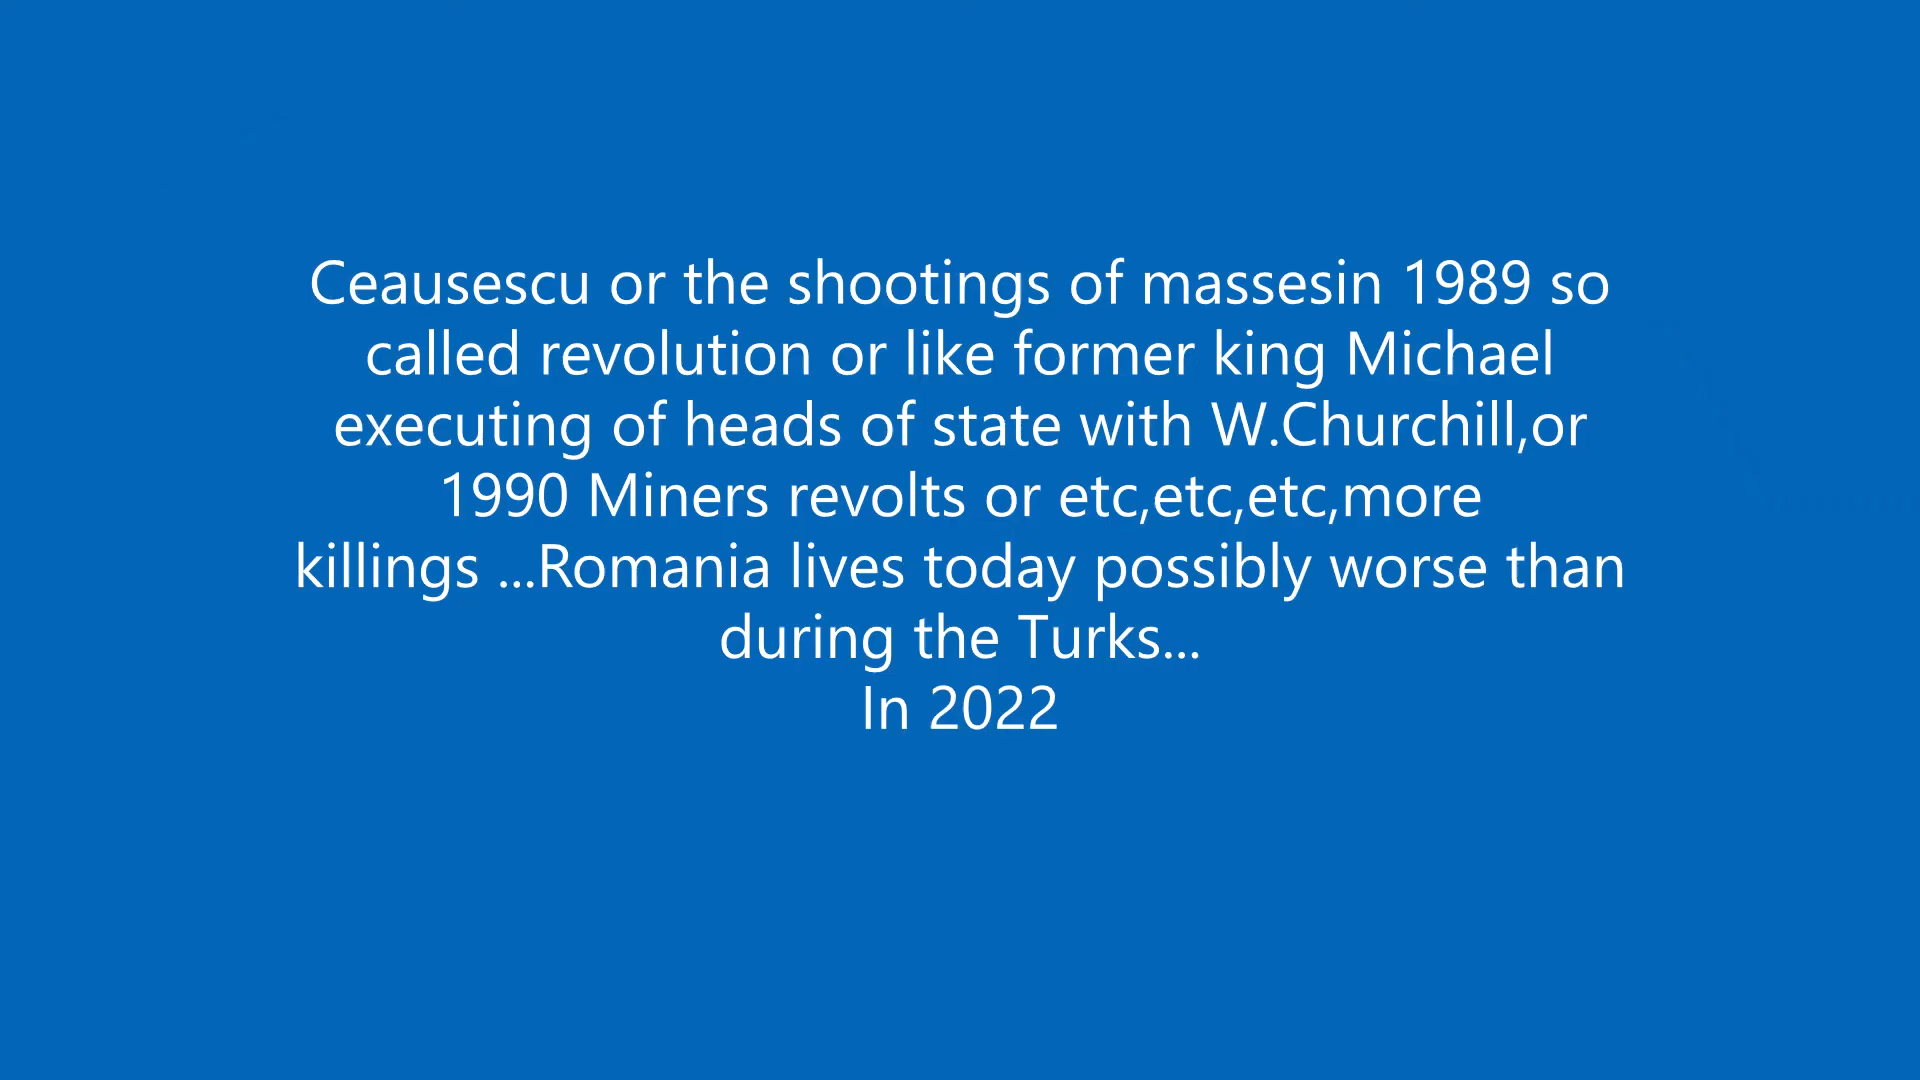 Ceausescu or the shootings of massesin 1989 so
called revolution or like former king Michael
executing of heads of state with W.Churchill,or
1990 Miners revolts or etc,etc,etc,more
killings ...Romania lives today possibly worse than
during the Turks...
In 2022